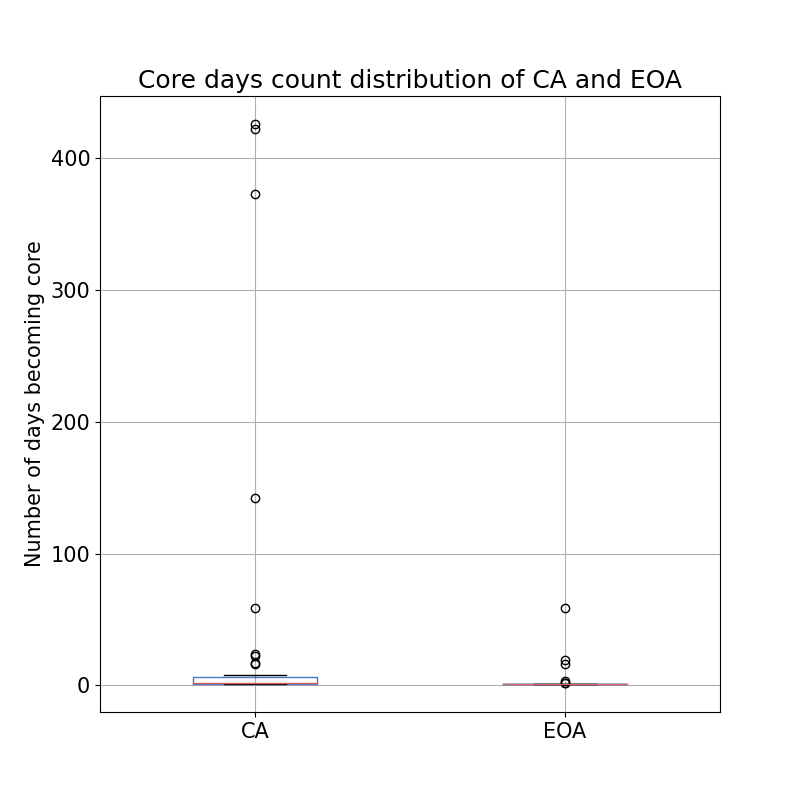 Core days count distribution of CA and EOA
Number of days becoming core
400
300
200
100
0
CA
EOA